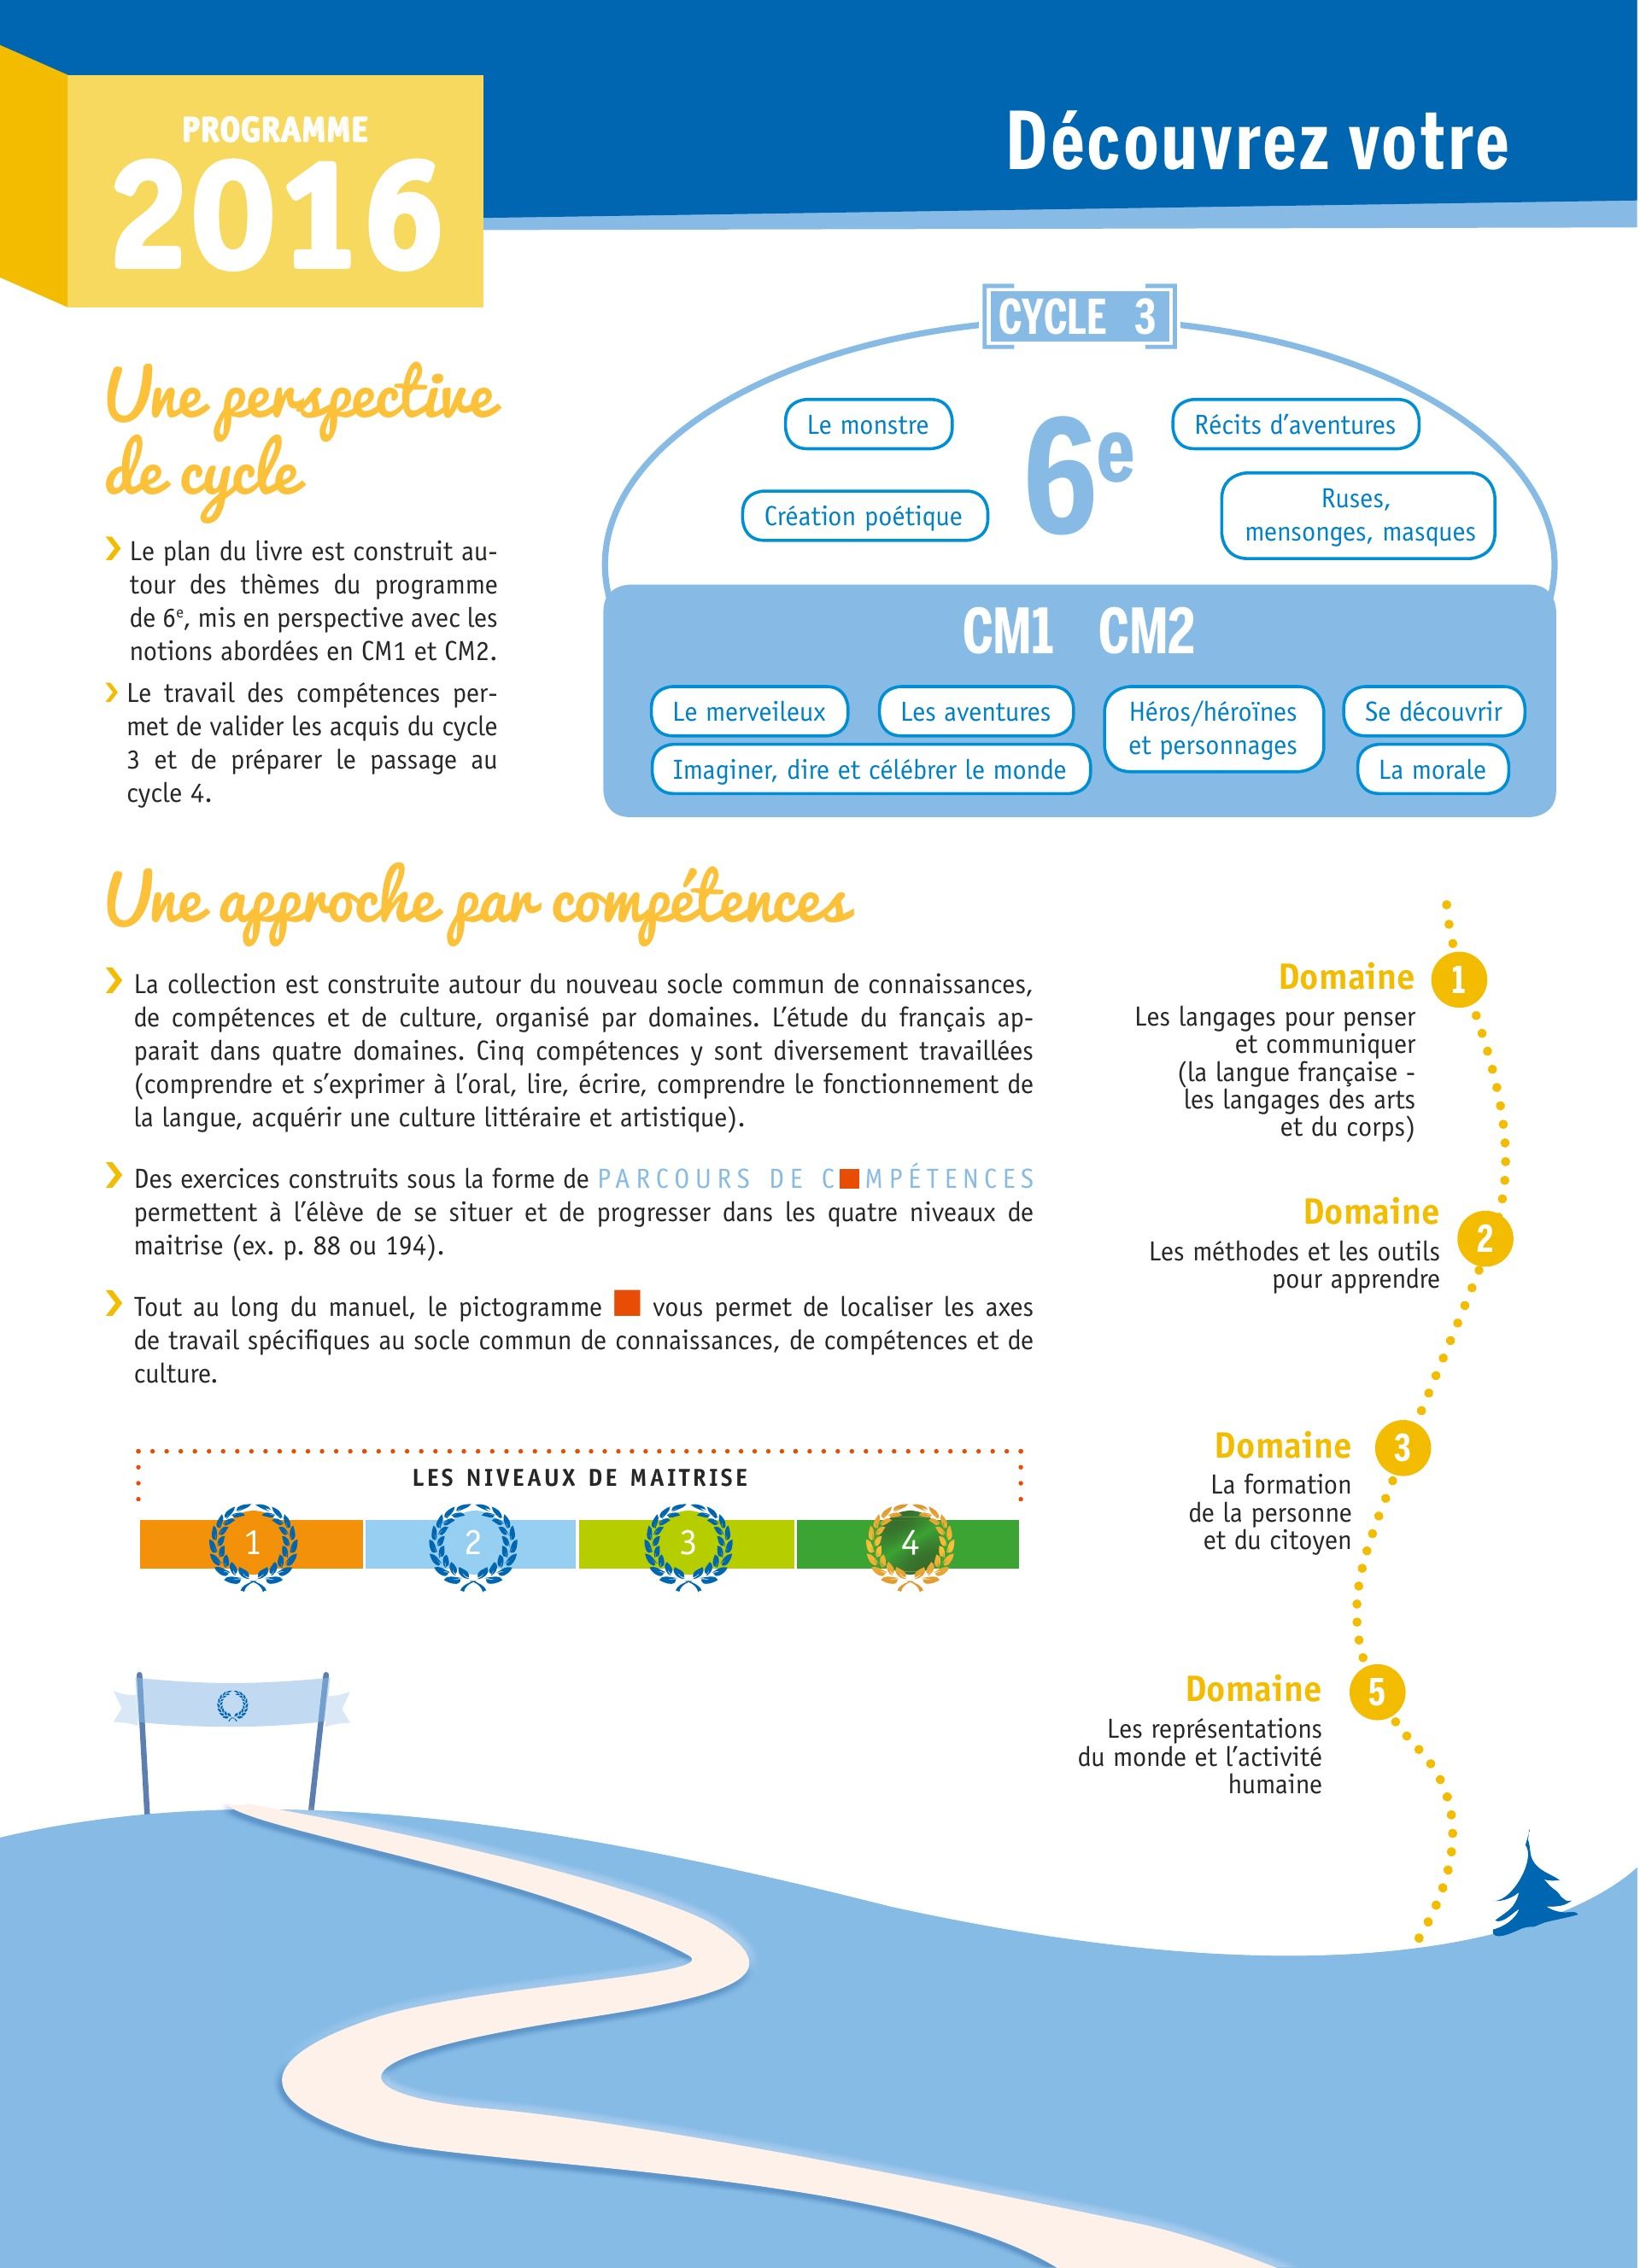 PROGRAMME
2016
Découvrez votre
Une perspective
de cycle
Le plan du livre est construit au-
tour des thèmes du programme
de 6e, mis en perspective avec les
notions abordées en CM1 et CM2.
Le travail des compétences per-
met de valider les acquis du cycle
3 et de préparer le passage au
cycle 4.
CYCLE 3
6e
Le monstre
Récits d’aventures
Création poétique
Ruses,
mensonges, masques
CM1 CM2
Le merveileux
Les aventures
Héros/héroïnes
et personnages
Se découvrir
Imaginer, dire et célébrer le monde
La morale
Une approche par compétences
La collection est construite autour du nouveau socle commun de connaissances,
de compétences et de culture, organisé par domaines. L’étude du français ap-
parait dans quatre domaines. Cinq compétences y sont diversement travaillées
(comprendre et s’exprimer à l’oral, lire, écrire, comprendre le fonctionnement de
la langue, acquérir une culture littéraire et artistique).
Des exercices construits sous la forme de PARCOURS DE C■MPÉTENCES
permettent à l’élève de se situer et de progresser dans les quatre niveaux de
maitrise (ex. p. 88 ou 194).
Tout au long du manuel, le pictogramme ■ vous permet de localiser les axes
de travail spécifiques au socle commun de connaissances, de compétences et de
culture.
LES NIVEAUX DE MAITRISE
1 2 3 4
Domaine 1
Les langages pour penser
et communiquer
(la langue française -
les langages des arts
et du corps)
Domaine 2
Les méthodes et les outils
pour apprendre
Domaine 3
La formation
de la personne
et du citoyen
Domaine 5
Les représentations
du monde et l’activité
humaine